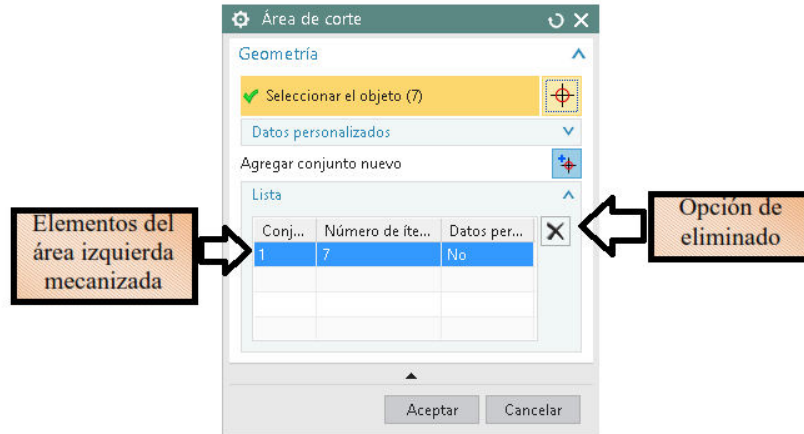 Área de corte
Geometría
Seleccionar el objeto (7)
Datos personalizados
Agregar conjunto nuevo
Lista
Conj... Número de íte... Datos per...
1 7 No
Elementos del
área izquierda
mecanizada
Opción de
eliminado
Aceptar Cancelar